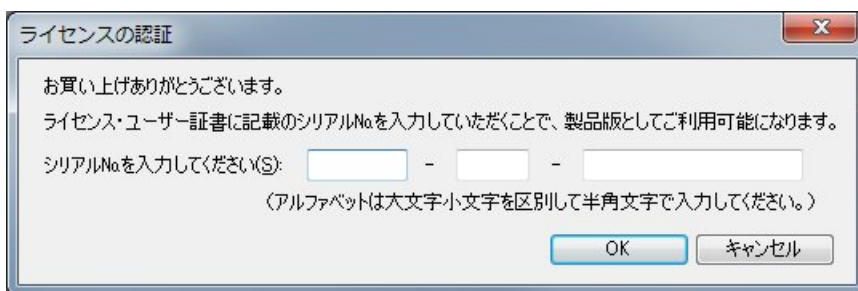 ライセンスの認証
お買い上げありがとうございます。
ライセンス・ユーザー証書に記載のシリアル№を入力していただくことで、製品版としてご利用可能になります。
シリアル№を入力してください(S): - -
(アルファベットは大文字小文字を区別して半角文字で入力してください。)
OK キャンセル